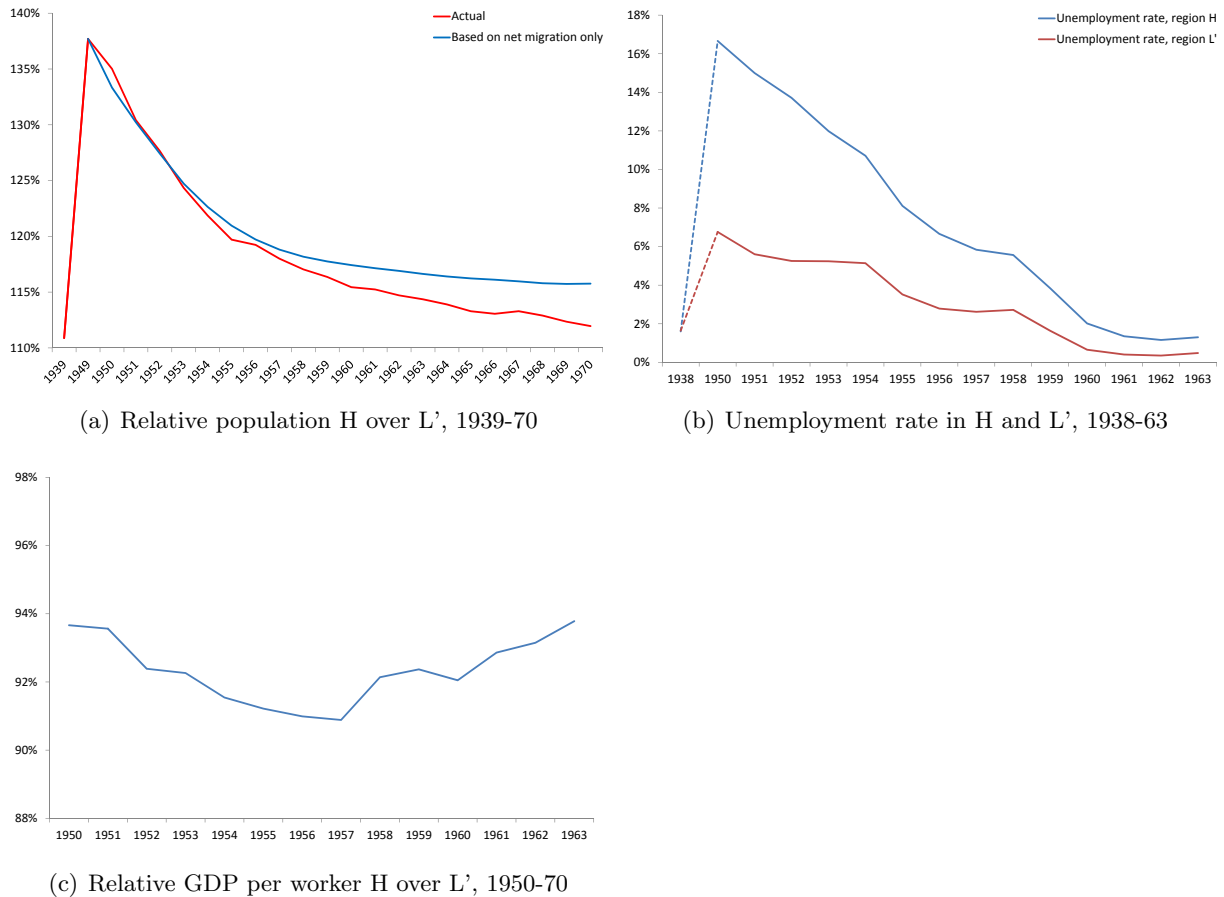 140%
135%
130%
125%
120%
115%
110%
Actual
Based on net migration only
1939 1949 1950 1951 1952 1953 1954 1955 1956 1957 1958 1959 1960 1961 1962 1963 1964 1965 1966 1967 1968 1969 1970
(a) Relative population H over L', 1939-70
18%
16%
14%
12%
10%
8%
6%
4%
2%
0%
Unemployment rate, region H
Unemployment rate, region L'
1938 1950 1951 1952 1953 1954 1955 1956 1957 1958 1959 1960 1961 1962 1963
(b) Unemployment rate in H and L', 1938-63
98%
96%
94%
92%
90%
88%
1950 1951 1952 1953 1954 1955 1956 1957 1958 1959 1960 1961 1962 1963
(c) Relative GDP per worker H over L', 1950-70